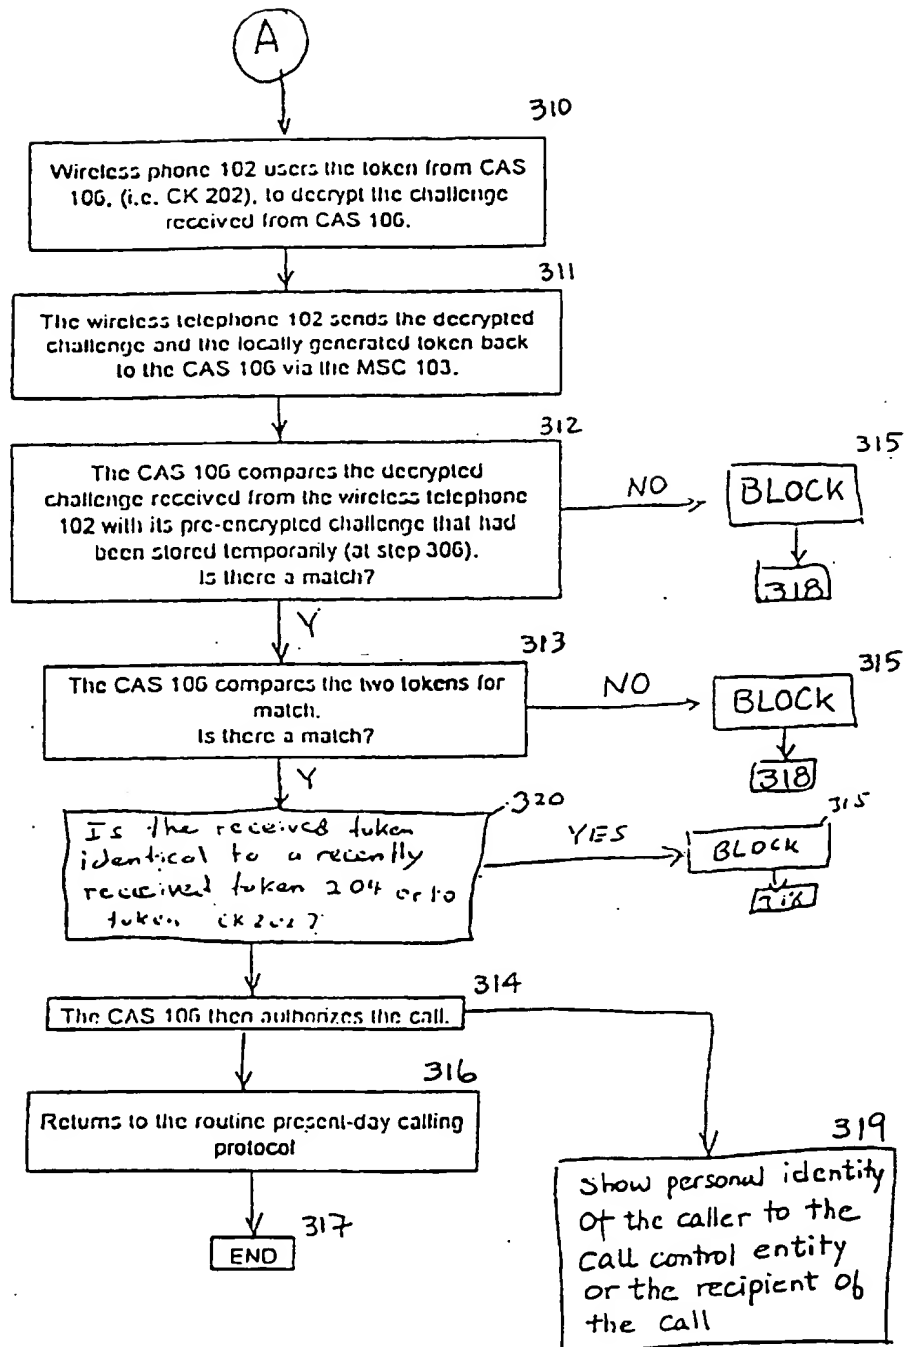 A
310
Wireless phone 102 users the token from CAS
106, (i.e. CK 202), to decrypt the challenge
received from CAS 106.
311
The wireless telephone 102 sends the decrypted
challenge and the locally generated token back
to the CAS 106 via the MSC 103.
312
The CAS 106 compares the decrypted
challenge received from the wireless telephone
102 with its pre-encrypted challenge that had
been stored temporarily (at step 306).
Is there a match?
NO
315
BLOCK
318
Y
313
The CAS 106 compares the two tokens for
match.
Is there a match?
NO
315
BLOCK
318
Y
320
Is the received token
identical to a recently
received token 204 or to
token
YES
315
BLOCK
314
The CAS 106 then authorizes the call.
316
Returns to the routine present-day calling
protocol
317
END
319
Show personal identity
Of the caller to the
Call control entity
or the recipient of
the call